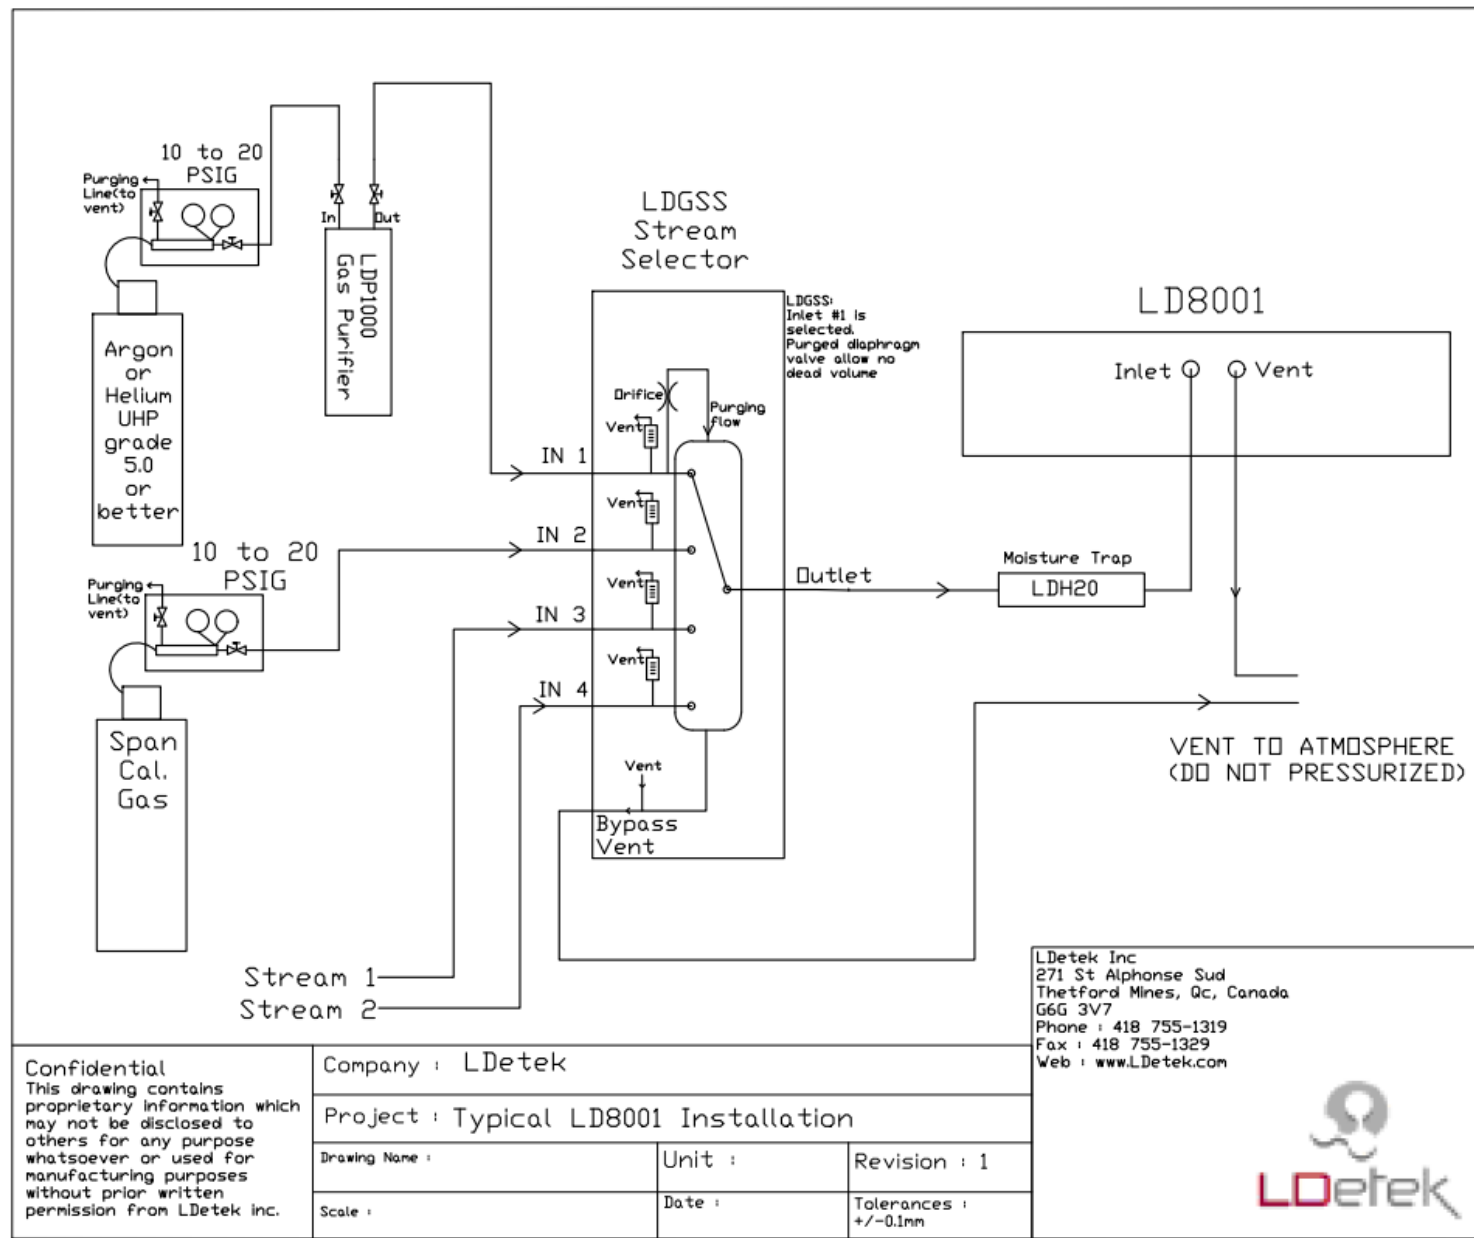 10 to 20
PSIG
Purging
Line(to
vent)
In
Out
LDP1000
Gas Purifier
Argon
or
Helium
UHP
grade
5.0
or
better
LDGSS
Stream
Selector
LDGSS:
Inlet #1 is
selected.
Purged diaphragm
valve allow no
dead volume
Orifice
Purging
flow
Vent
IN 1
Vent
IN 2
Vent
IN 3
Vent
IN 4
Outlet
Vent
Bypass
Vent
LD8001
Inlet
Vent
Moisture Trap
LDH20
VENT TO ATMOSPHERE
(DO NOT PRESSURIZED)
10 to 20
PSIG
Purging
Line(to
vent)
Span
Cal.
Gas
Stream 1
Stream 2
LDetek Inc
271 St Alphonse Sud
Thetford Mines, Qc, Canada
G6G 3V7
Phone : 418 755-1319
Fax : 418 755-1329
Web : www.LDetek.com
LDetek
Confidential
This drawing contains
proprietary information which
may not be disclosed to
others for any purpose
whatsoever or used for
manufacturing purposes
without prior written
permission from LDetek inc.
Company : LDetek
Project : Typical LD8001 Installation
Drawing Name :
Unit :
Revision : 1
Scale :
Date :
Tolerances :
+/-0.1mm